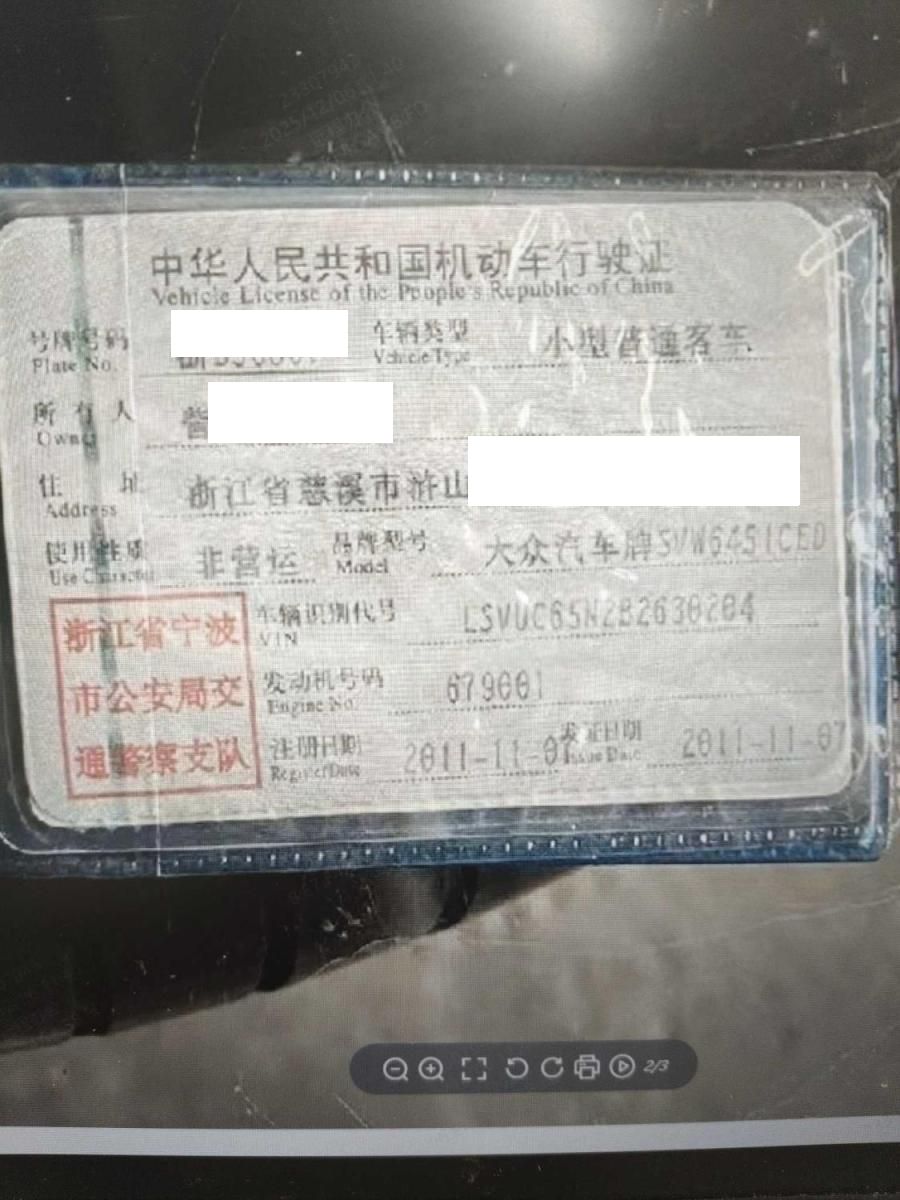 中华人民共和国机动车行驶证
Vehicle License of the People's Republic of China
号牌号码
Plate No.
车辆类型 小型普通客车
Vehicle Type
所有人
Owner
住址 浙江省慈溪市浒山
Address
使用性质 非营运
Use Character
品牌型号 大众汽车牌SVW6451CED
Model
浙江省宁波
市公安局交
通警察支队
车辆识别代号 LSVUC65N2B2630204
VIN
发动机号码 679001
Engine No.
注册日期 2011-11-07
Register Date
发证日期 2011-11-07
Issue Date
2/3